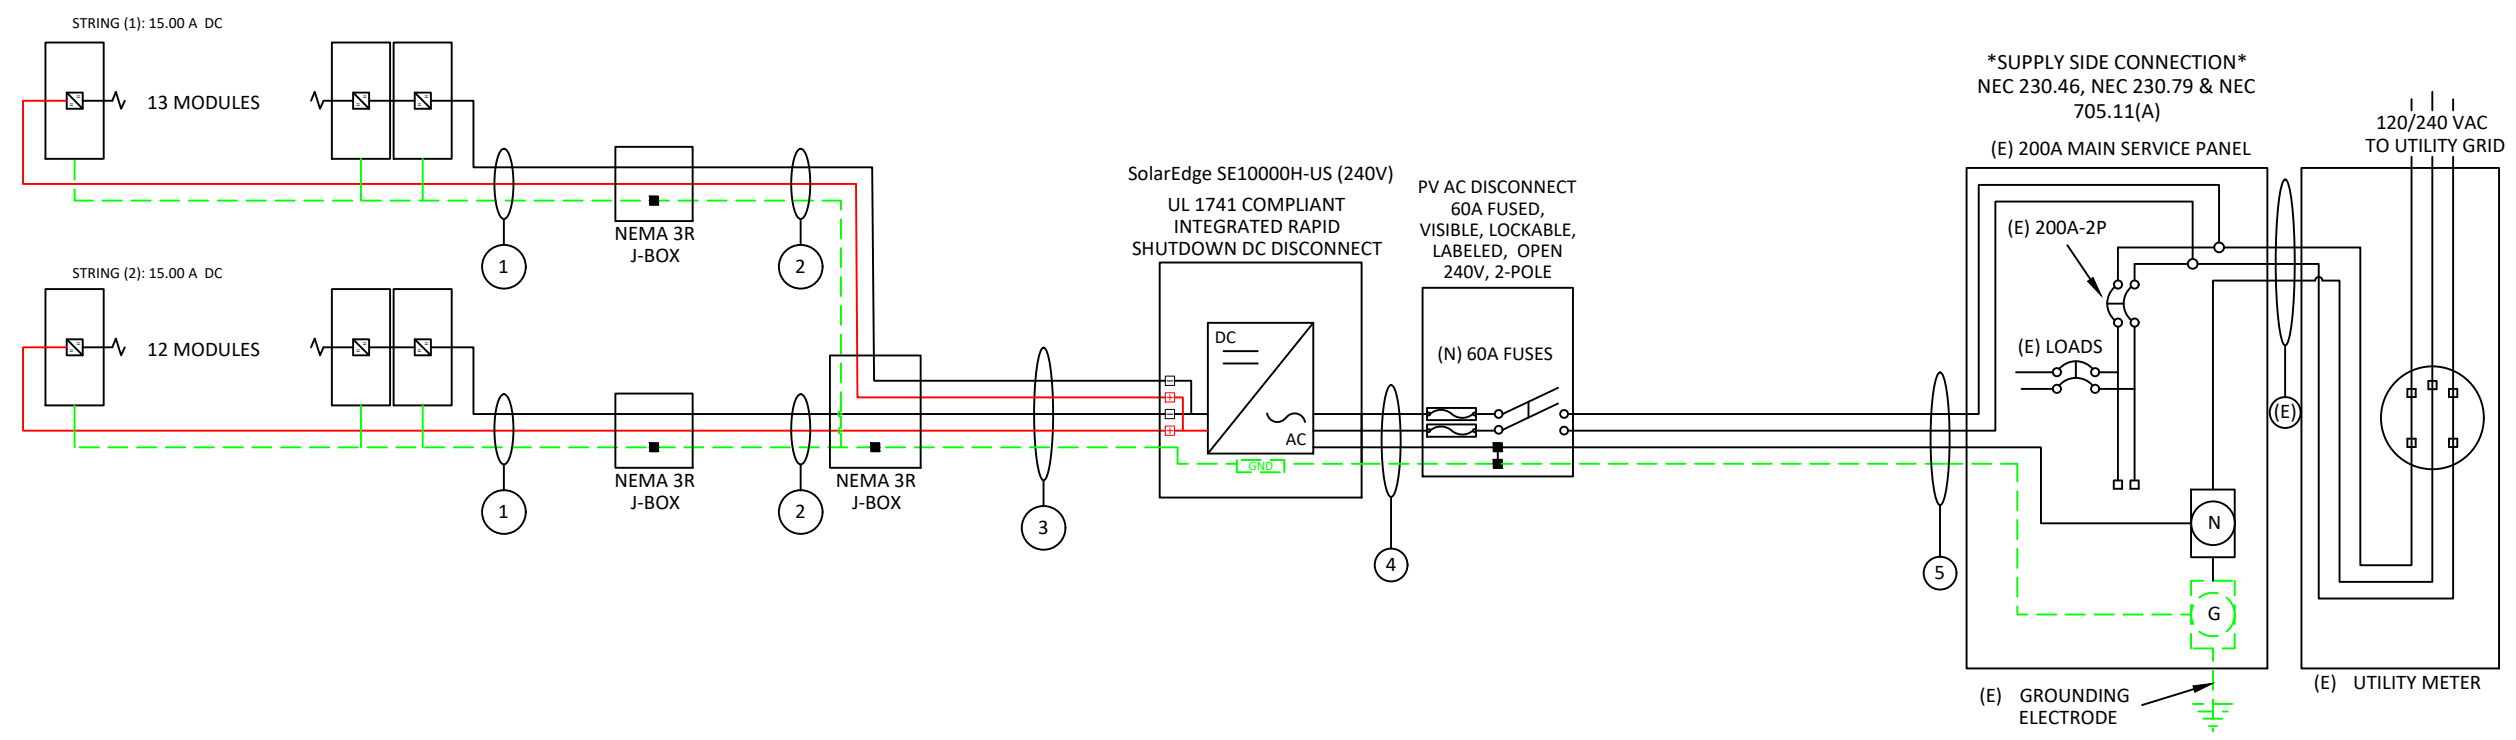 STRING (1): 15.00 A  DC
13 MODULES
NEMA 3R
J-BOX
1
2
STRING (2): 15.00 A  DC
12 MODULES
NEMA 3R
J-BOX
1
2
NEMA 3R
J-BOX
3
SolarEdge SE10000H-US (240V)
UL 1741 COMPLIANT
INTEGRATED RAPID
SHUTDOWN DC DISCONNECT
DC
AC
GND
PV AC DISCONNECT
60A FUSED,
VISIBLE, LOCKABLE,
LABELED,  OPEN
240V, 2-POLE
(N) 60A FUSES
4
5
*SUPPLY SIDE CONNECTION*
NEC 230.46, NEC 230.79 & NEC
705.11(A)
(E) 200A MAIN SERVICE PANEL
(E) 200A-2P
(E) LOADS
N
G
(E)   GROUNDING
ELECTRODE
(E)
120/240 VAC
TO UTILITY GRID
(E)   UTILITY METER